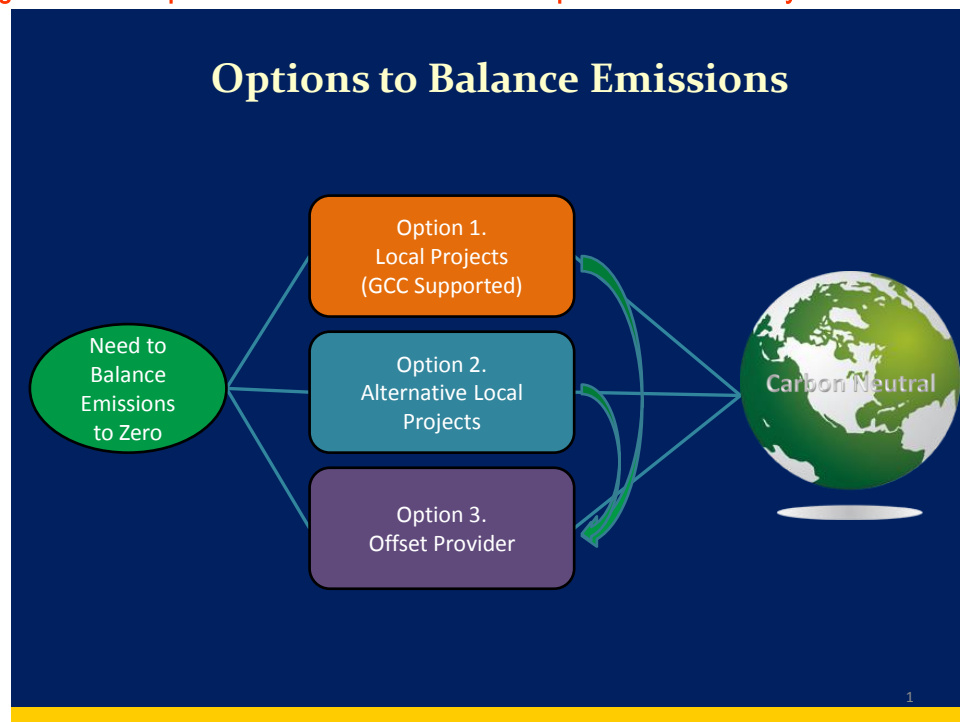 Options to Balance Emissions
Option 1.
Local Projects
(GCC Supported)
Need to
Balance
Emissions
to Zero
Option 2.
Alternative Local
Projects
Carbon Neutral
Option 3.
Offset Provider
1